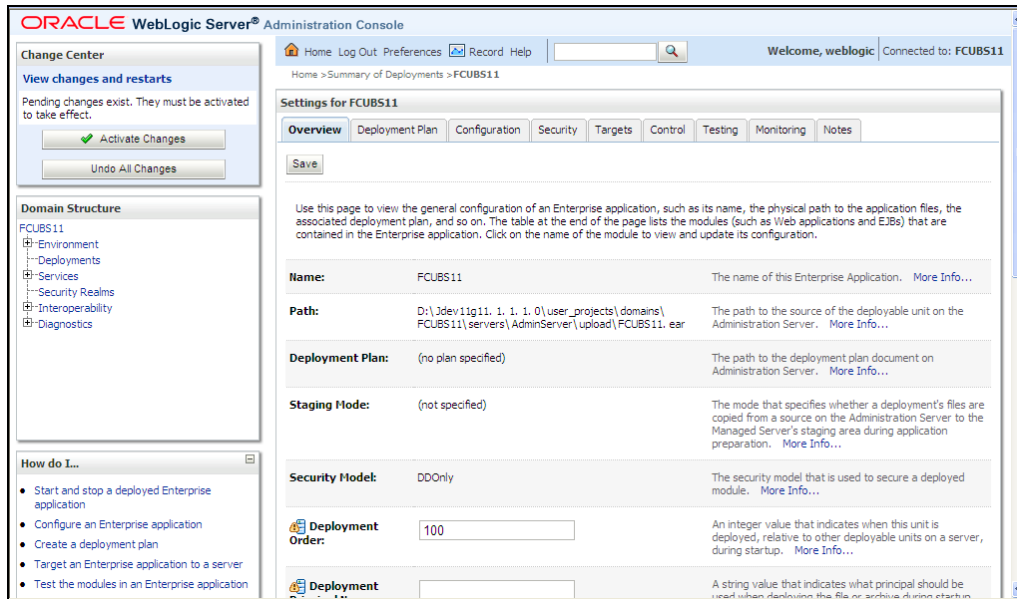 ORACLE WebLogic Server® Administration Console
Change Center
View changes and restarts
Pending changes exist. They must be activated
to take effect.
Activate Changes
Undo All Changes
Domain Structure
FCUBS11
Environment
Deployments
Services
Security Realms
Interoperability
Diagnostics
How do I...
Start and stop a deployed Enterprise
application
Configure an Enterprise application
Create a deployment plan
Target an Enterprise application to a server
Test the modules in an Enterprise application
Home Log Out Preferences Record Help
Welcome, weblogic Connected to: FCUBS11
Home >Summary of Deployments >FCUBS11
Settings for FCUBS11
Overview Deployment Plan Configuration Security Targets Control Testing Monitoring Notes
Save
Use this page to view the general configuration of an Enterprise application, such as its name, the physical path to the application files, the
associated deployment plan, and so on. The table at the end of the page lists the modules (such as Web applications and EJBs) that are
contained in the Enterprise application. Click on the name of the module to view and update its configuration.
Name: FCUBS11 The name of this Enterprise Application. More Info...
Path: D:\Jdev11g11. 1. 1. 1. 0\user_projects\domains\ The path to the source of the deployable unit on the
FCUBS11\servers\AdminServer\upload\FCUBS11. ear Administration Server. More Info...
Deployment Plan: (no plan specified) The path to the deployment plan document on
Administration Server. More Info...
Staging Mode: (not specified) The mode that specifies whether a deployment's files are
copied from a source on the Administration Server to the
Managed Server's staging area during application
preparation. More Info...
Security Model: DDOnly The security model that is used to secure a deployed
module. More Info...
Deployment 100 An integer value that indicates when this unit is
Order: deployed, relative to other deployable units on a server,
during startup. More Info...
Deployment A string value that indicates what principal should be
used when deploying the file or archive during startup